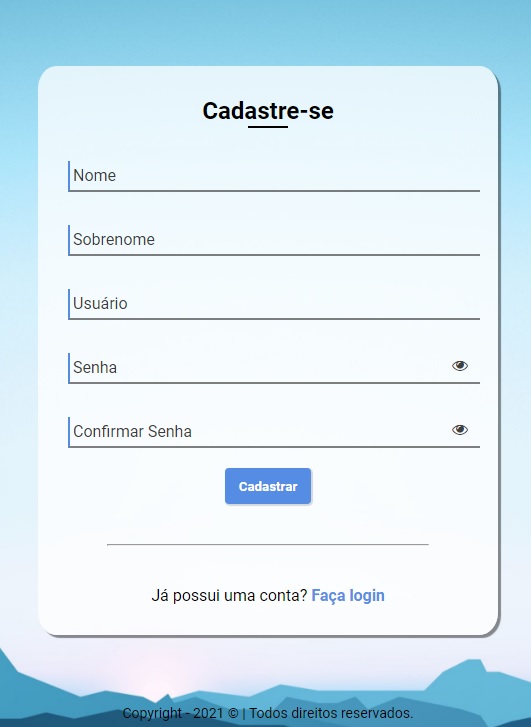 Cadastre-se
Nome
Sobrenome
Usuário
Senha
Confirmar Senha
Cadastrar
Já possui uma conta? Faça login
Copyright - 2021 © | Todos direitos reservados.